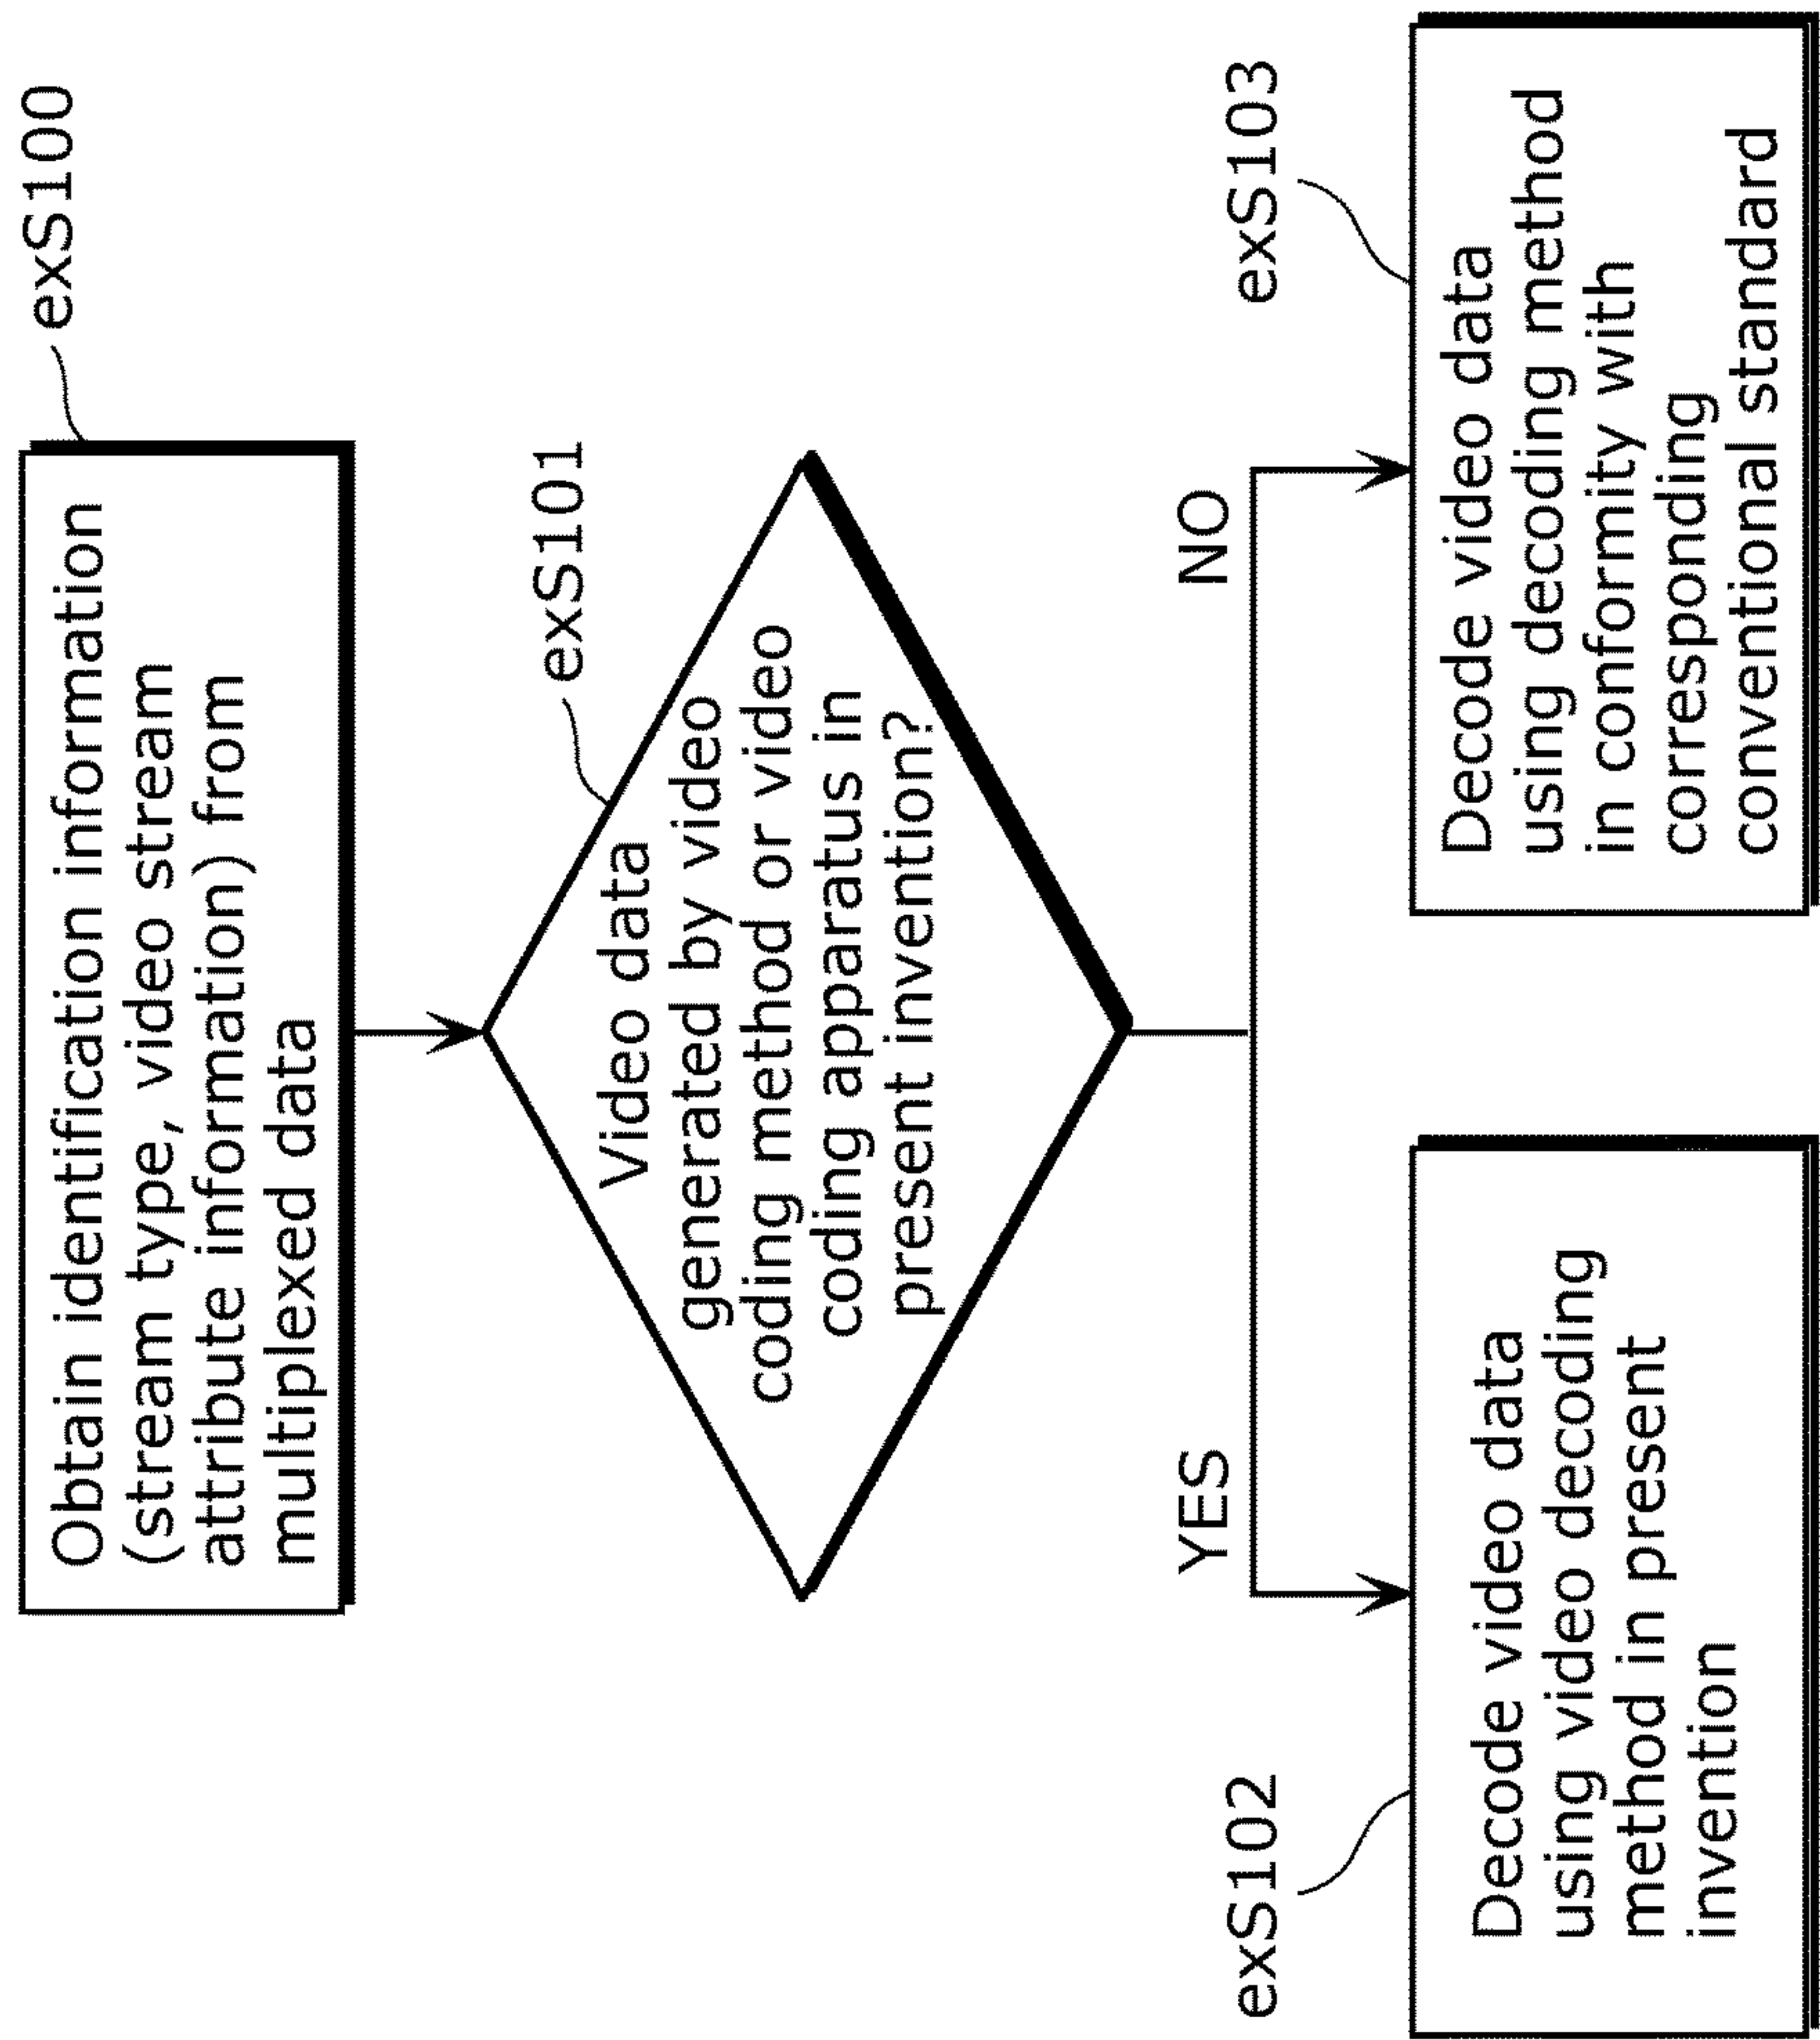 exS100
Obtain identification information
(stream type, video stream
attribute information) from
multiplexed data
exS101
Video data
generated by video
coding method or video
coding apparatus in
present invention?
YES
NO
exS102
Decode video data
using video decoding
method in present
invention
exS103
Decode video data
using decoding method
in conformity with
corresponding
conventional standard